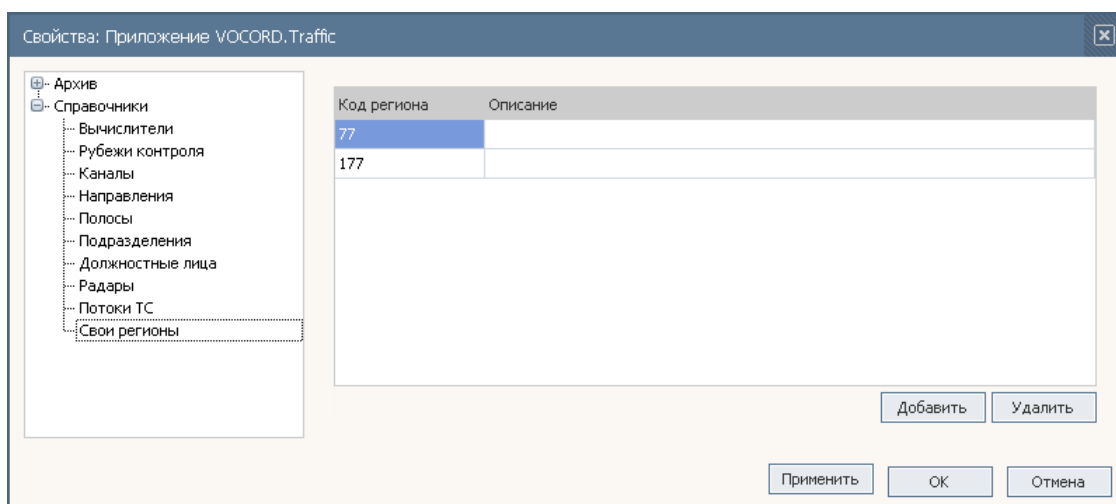 Свойства: Приложение VOCORD.Traffic
Архив
Справочники
Вычислители
Рубежи контроля
Каналы
Направления
Полосы
Подразделения
Должностные лица
Радары
Потоки ТС
Свои регионы
Код региона Описание
77
177
Добавить Удалить
Применить ОК Отмена